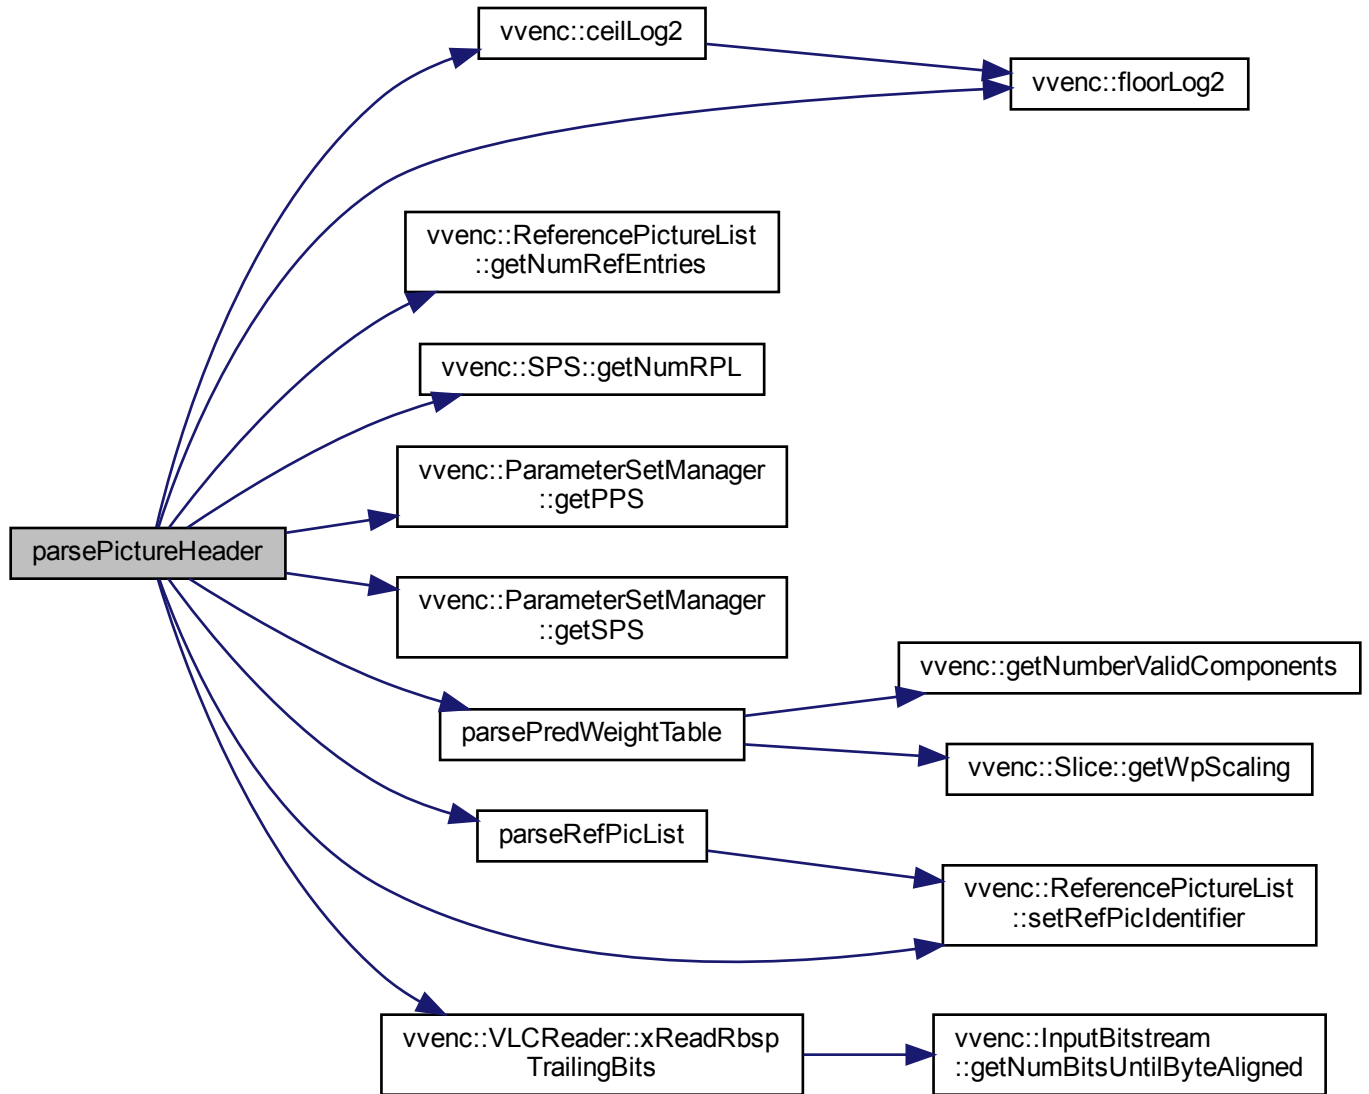 vvenc::ceilLog2
vvenc::floorLog2
vvenc::ReferencePictureList
::getNumRefEntries
vvenc::SPS::getNumRPL
vvenc::ParameterSetManager
::getPPS
parsePictureHeader
vvenc::ParameterSetManager
::getSPS
vvenc::getNumberValidComponents
parsePredWeightTable
vvenc::Slice::getWpScaling
parseRefPicList
vvenc::ReferencePictureList
::setRefPicIdentifier
vvenc::VLCReader::xReadRbsp
TrailingBits
vvenc::InputBitstream
::getNumBitsUntilByteAligned